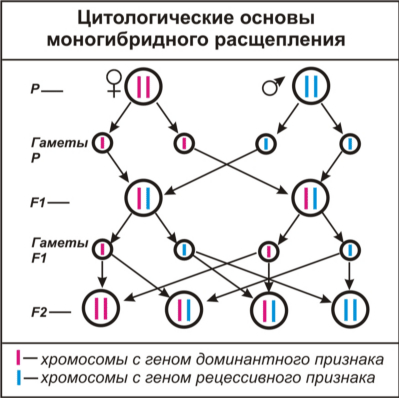 Цитологические основы
моногибридного расщепления
P
♀
♂
Гаметы
P
F1
Гаметы
F1
F2
— хромосомы с геном доминантного признака
— хромосомы с геном рецессивного признака